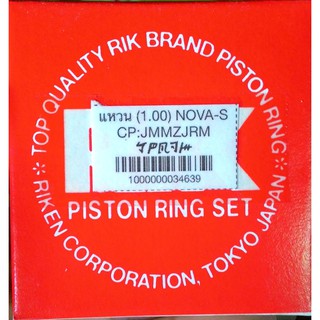 * TOP QUALITY RIK BRAND PISTON RING *
แหวน (1.00) NOVA-S
CP:JMMZJRM
1000000034639
PISTON RING SET
RIKEN CORPORATION, TOKYO JAPAN